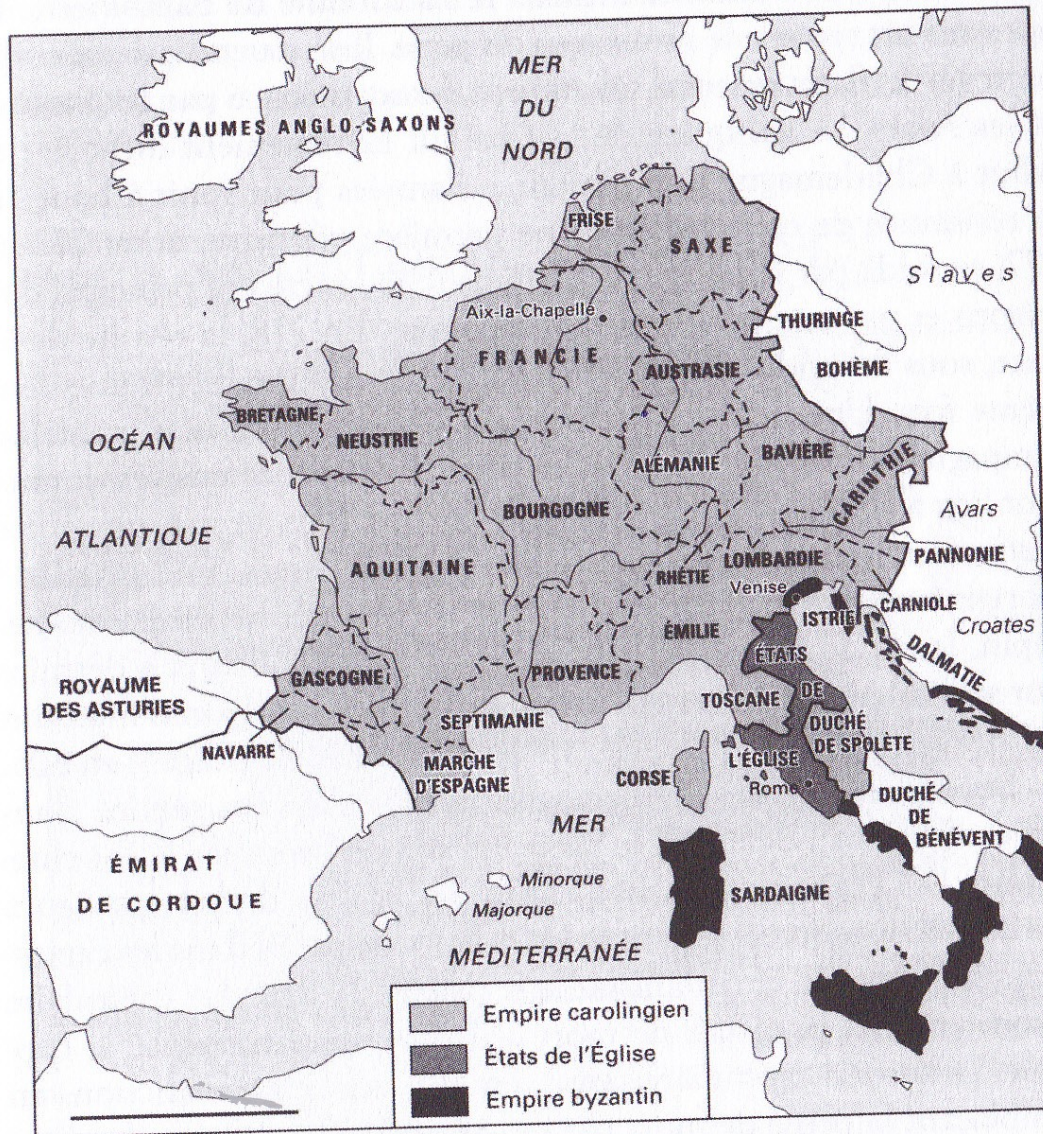 MER
DU
NORD
ROYAUMES ANGLO-SAXONS
FRISE
SAXE
Slaves
Aix-la-Chapelle
THURINGE
FRANCIE
AUSTRASIE
BOHÈME
BRETAGNE
OCÉAN
NEUSTRIE
ALÉMANIE
BAVIÈRE
CARINTHIE
BOURGOGNE
Avars
ATLANTIQUE
AQUITAINE
LOMBARDIE
PANNONIE
RHÉTIE
Venise
ISTRIE
CARNIOLE
Croates
ÉMILIE
ÉTATS
DALMATIE
GASCOGNE
PROVENCE
ROYAUME
DES ASTURIES
TOSCANE
DE
SEPTIMANIE
DUCHÉ
DE SPOLÈTE
NAVARRE
MARCHE
D'ESPAGNE
L'ÉGLISE
CORSE
Rome
DUCHÉ
DE
BÉNÉVENT
MER
ÉMIRAT
DE CORDOUE
Minorque
Majorque
SARDAIGNE
MÉDITERRANÉE
Empire carolingien
États de l'Église
Empire byzantin